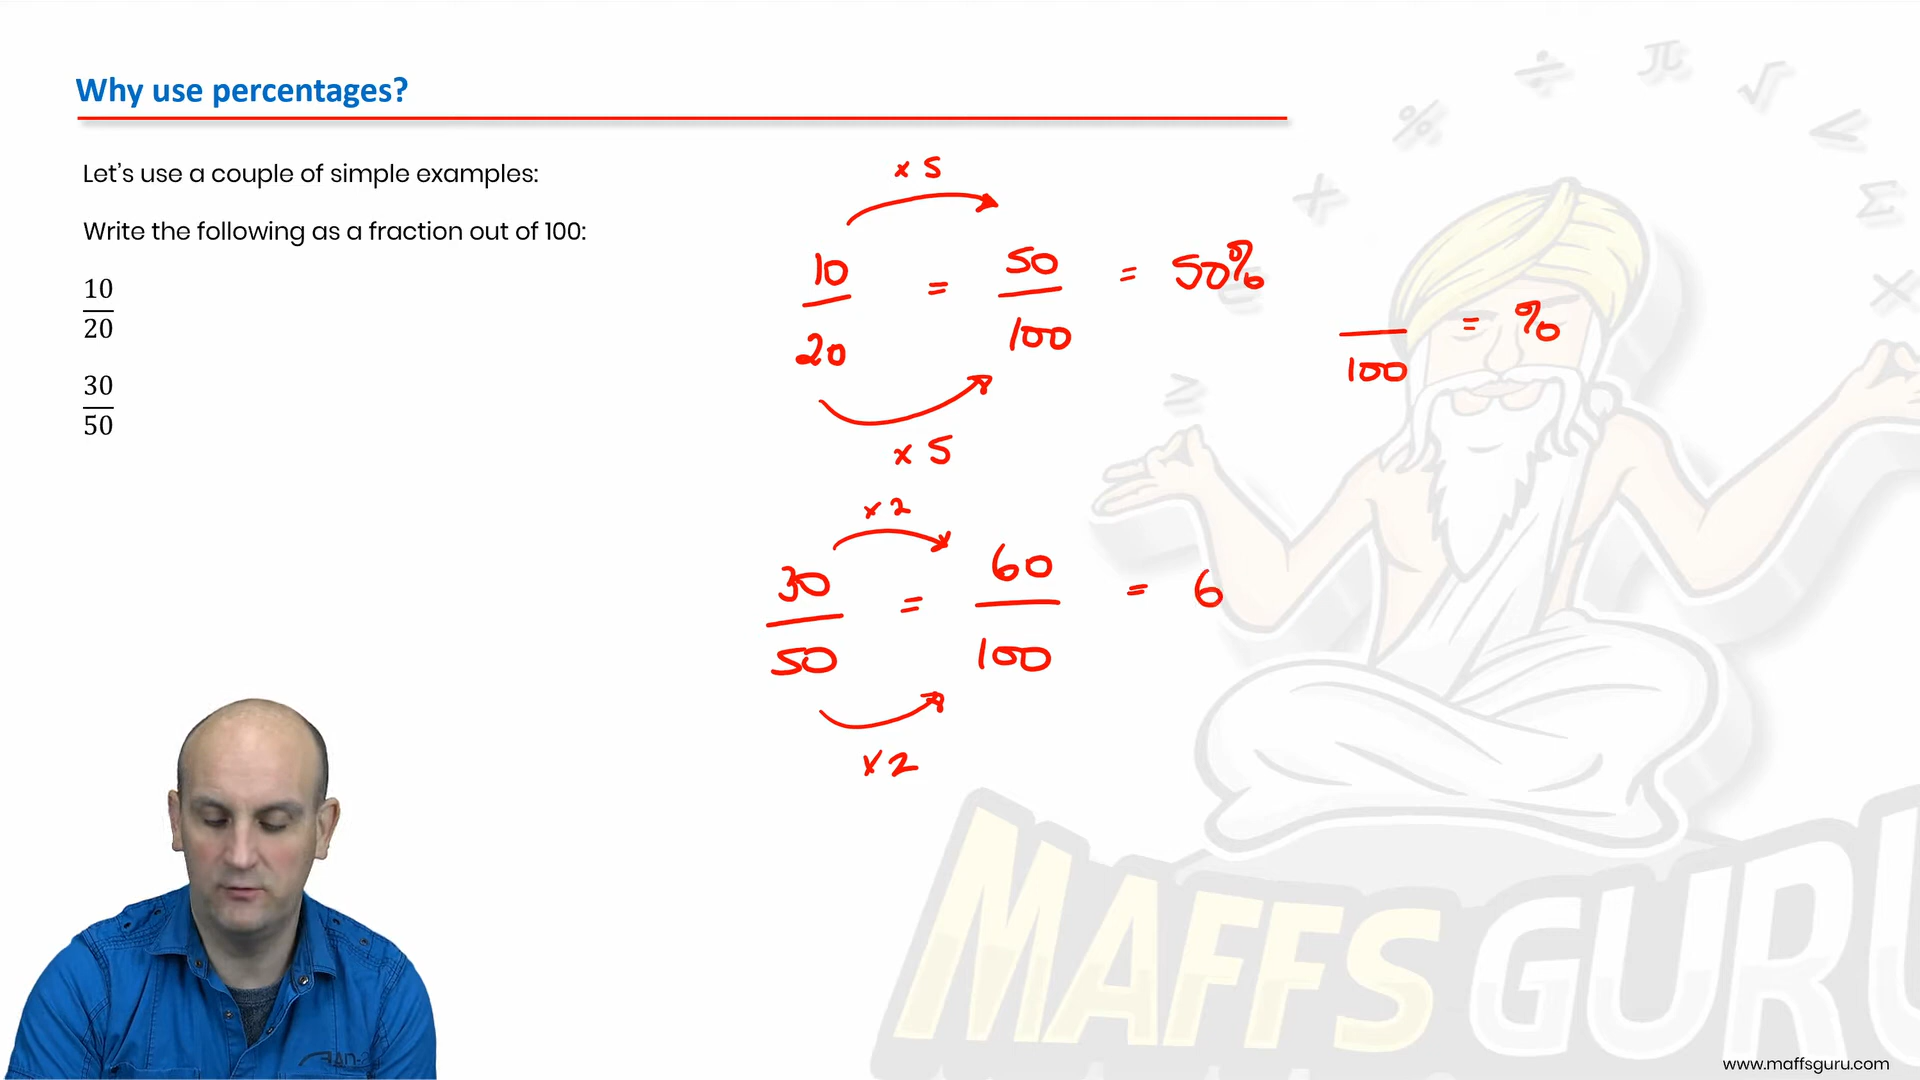 Why use percentages?
Let's use a couple of simple examples:
Write the following as a fraction out of 100:
10
20
30
50
× 5
10/20 = 50/100 = 50%
× 5
/100 = %
× 2
30/50 = 60/100 = 6
× 2
MAFFS GURU
www.maffsguru.com